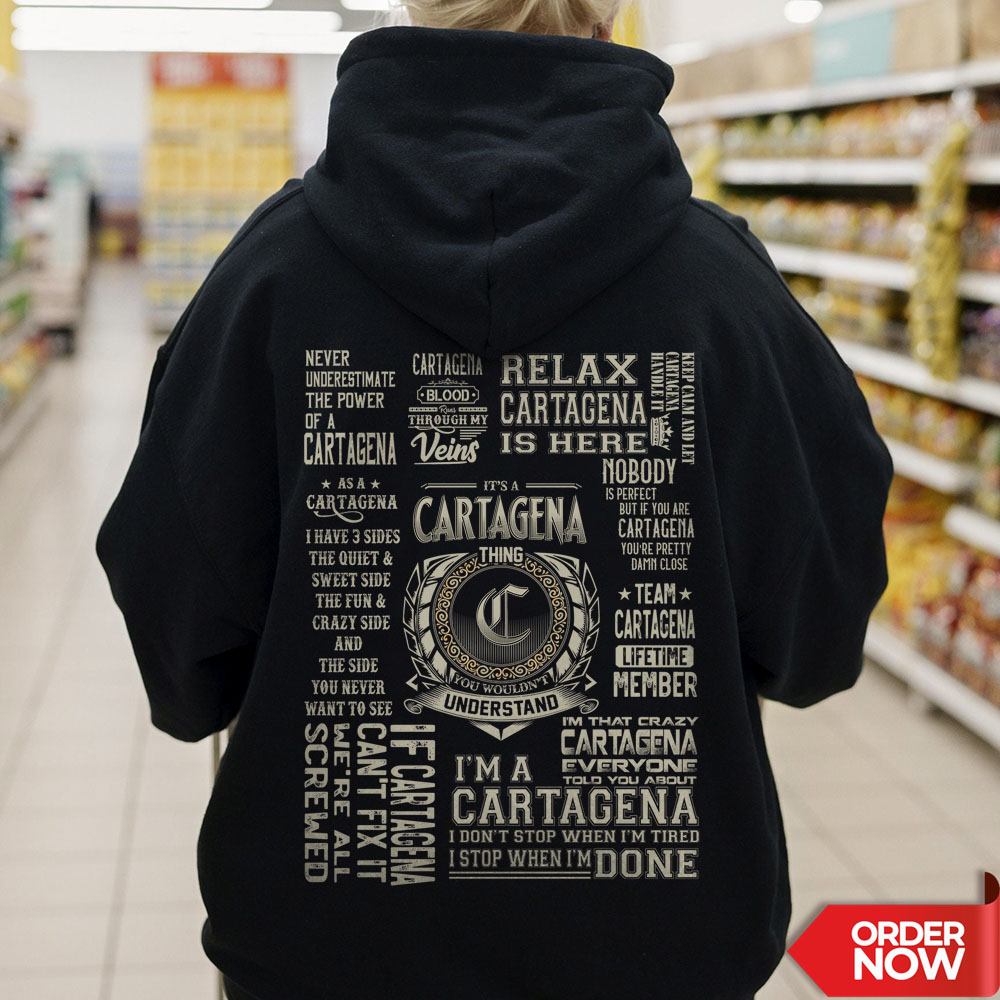 NEVER
UNDERESTIMATE
THE POWER
OF A
CARTAGENA
CARTAGENA
BLOOD
Runs
THROUGH MY
Veins
RELAX
CARTAGENA
IS HERE
KEEP CALM AND LET
CARTAGENA
HANDLE IT
NOBODY
IS PERFECT
BUT IF YOU ARE
CARTAGENA
YOU'RE PRETTY
DAMN CLOSE
AS A
CARTAGENA
I HAVE 3 SIDES
THE QUIET &
SWEET SIDE
THE FUN &
CRAZY SIDE
AND
THE SIDE
YOU NEVER
WANT TO SEE
IT'S A
CARTAGENA
THING
C
YOU WOULDN'T
UNDERSTAND
TEAM
CARTAGENA
LIFETIME
MEMBER
IF CARTAGENA
CAN'T FIX IT
WE'RE ALL
SCREWED
I'M THAT CRAZY
CARTAGENA
EVERYONE
TOLD YOU ABOUT
I'M A
CARTAGENA
I DON'T STOP WHEN I'M TIRED
I STOP WHEN I'M DONE
ORDER
NOW